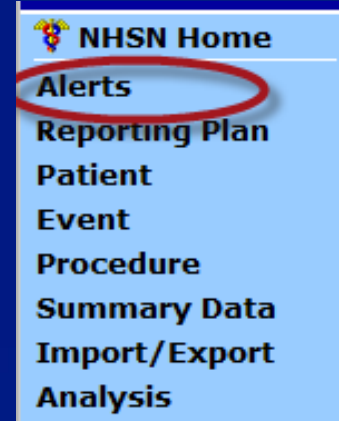 NHSN Home
Alerts
Reporting Plan
Patient
Event
Procedure
Summary Data
Import/Export
Analysis